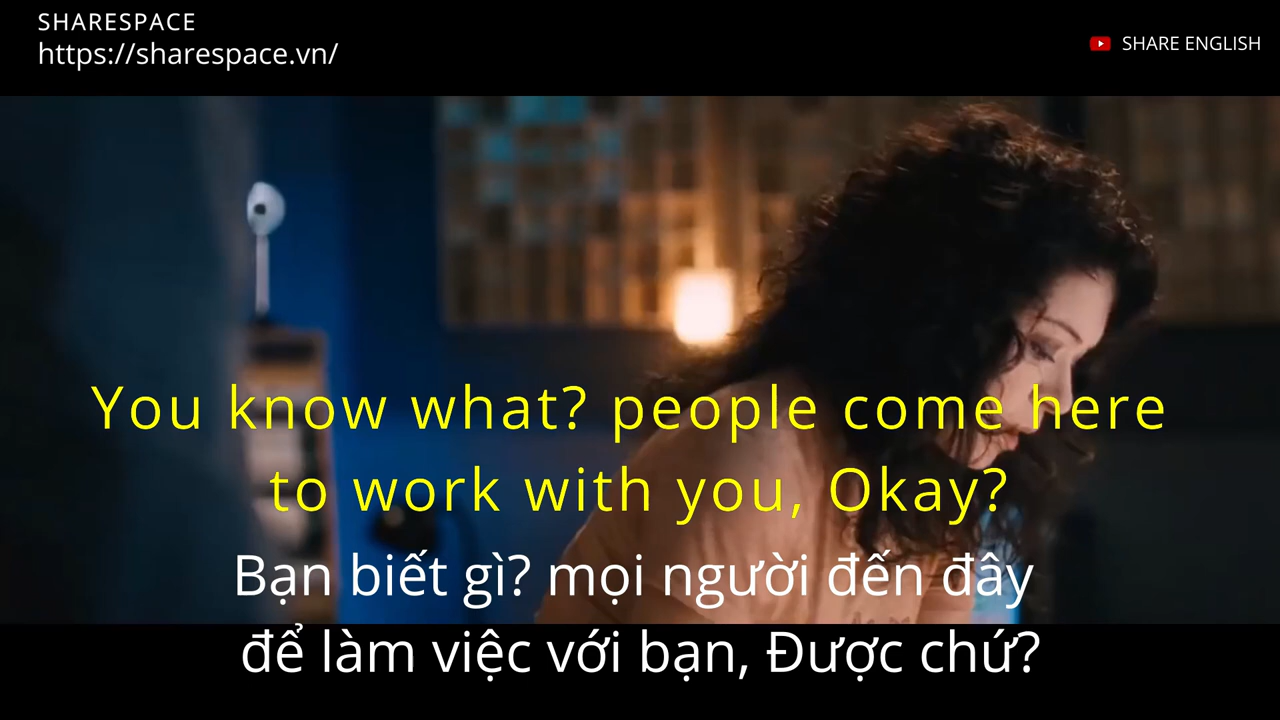 SHARESPACE
https://sharespace.vn/
SHARE ENGLISH
You know what? people come here
to work with you, Okay?
Bạn biết gì? mọi người đến đây
để làm việc với bạn, Được chứ?